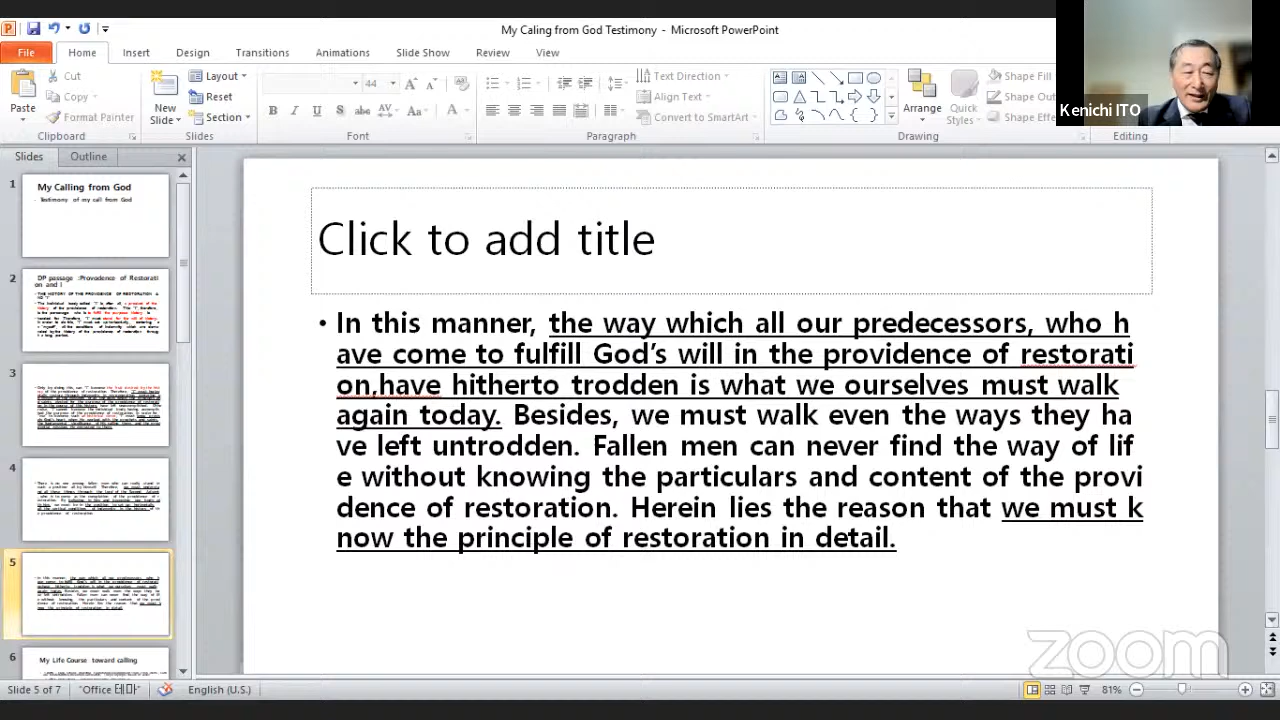 My Calling from God Testimony - Microsoft PowerPoint
File Home Insert Design Transitions Animations Slide Show Review View
Paste
Cut
Copy
Format Painter
Clipboard
New
Slide
Layout
Reset
Section
Slides
44
Font
Text Direction
Align Text
Convert to SmartArt
Paragraph
Arrange
Quick
Styles
Shape Fill
Shape Out
Shape Effe
Drawing
Editing
Kenichi ITO
Slides Outline
1
My Calling from God
- Testimony of my call from God
2
3
4
5
6
My Life Course toward calling
Click to add title
• In this manner, the way which all our predecessors, who h
ave come to fulfill God's will in the providence of restorati
on,have hitherto trodden is what we ourselves must walk
again today. Besides, we must walk even the ways they ha
ve left untrodden. Fallen men can never find the way of lif
e without knowing the particulars and content of the provi
dence of restoration. Herein lies the reason that we must k
now the principle of restoration in detail.
zoom
Slide 5 of 7
English (U.S.)
81%